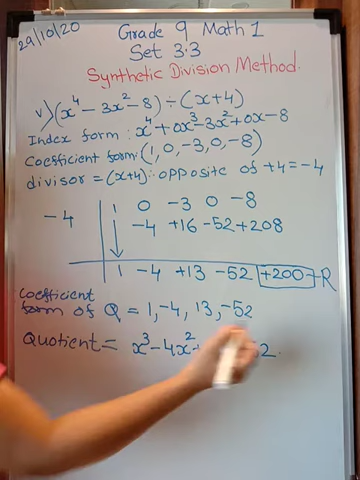 29/10/20
Grade 9 Math 1
Set 3.3
Synthetic Division Method.
v) (x⁴ - 3x² - 8) ÷ (x+4)
Index form : x⁴ + 0x³ - 3x² + 0x - 8
Coefficient form: (1, 0, -3, 0, -8)
divisor = (x+4) : opposite of +4 = -4
-4 | 1 0 -3 0 -8
↓ -4 +16 -52 +208
1 -4 +13 -52 +200 → R
Coefficient
form of Q = 1, -4, 13, -52
Quotient = x³ - 4x² + 52.